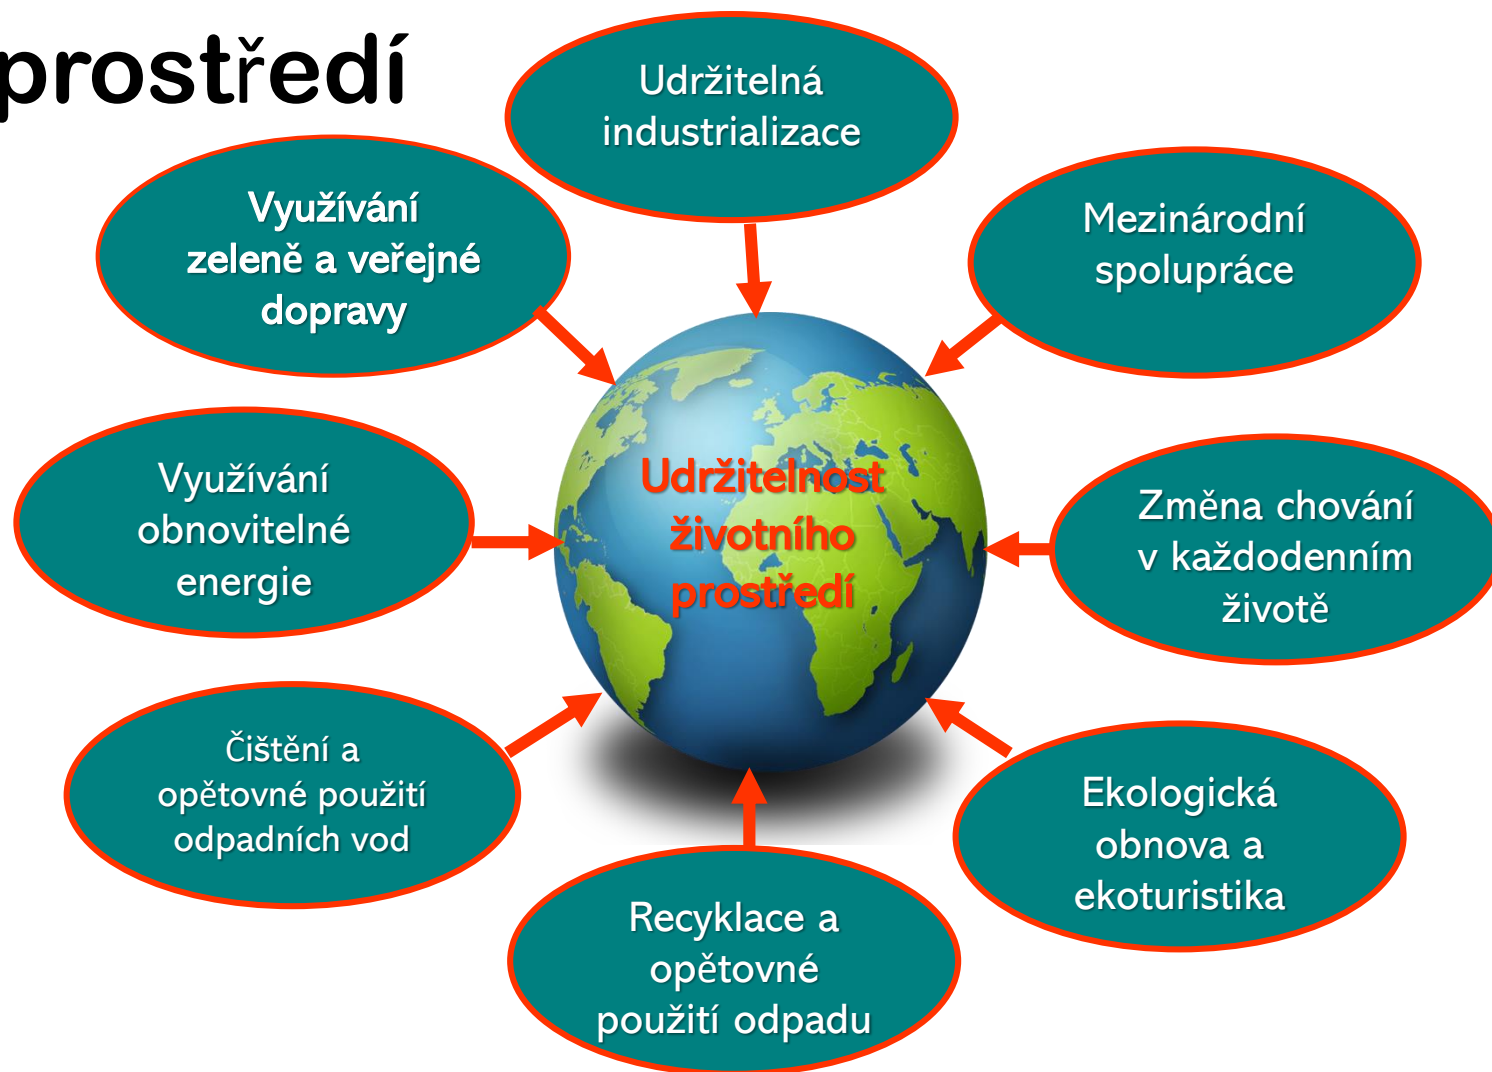 prostředí
Udržitelná
industrializace
Využívání
zeleně a veřejné
dopravy
Mezinárodní
spolupráce
Využívání
obnovitelné
energie
Udržitelnost
životního
prostředí
Změna chování
v každodenním
životě
Čištění a
opětovné použití
odpadních vod
Ekologická
obnova a
ekoturistika
Recyklace a
opětovné
použití odpadu